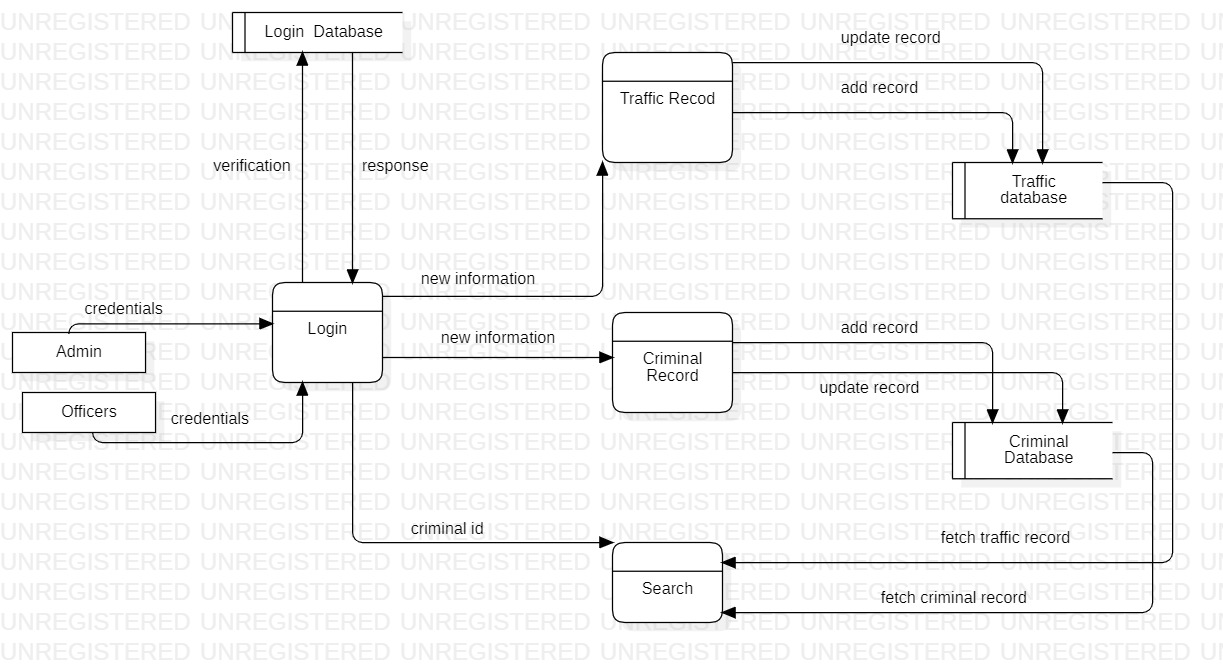 Login  Database
update record
add record
Traffic Recod
verification
response
Traffic
database
new information
credentials
Login
new information
add record
Admin
Criminal
Record
update record
Officers
credentials
Criminal
Database
criminal id
fetch traffic record
Search
fetch criminal record
UNREGISTERED